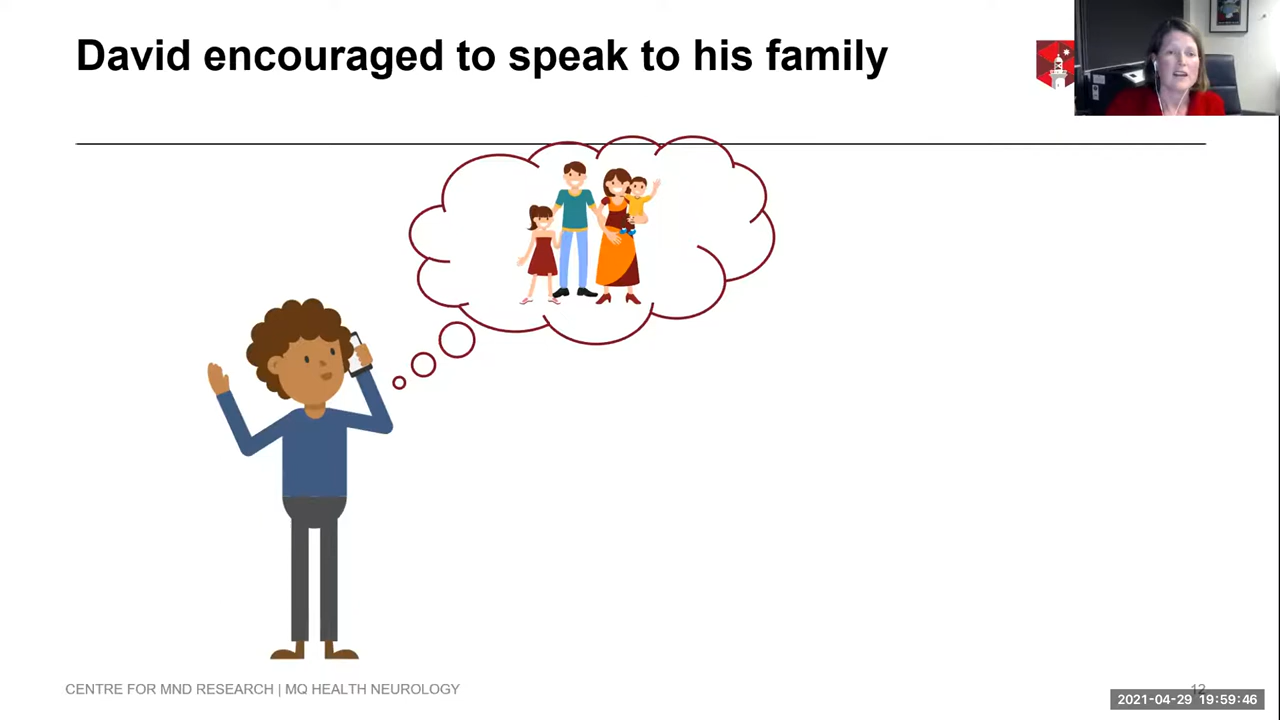 David encouraged to speak to his family
CENTRE FOR MND RESEARCH | MQ HEALTH NEUROLOGY
12
2021-04-29 19:59:46